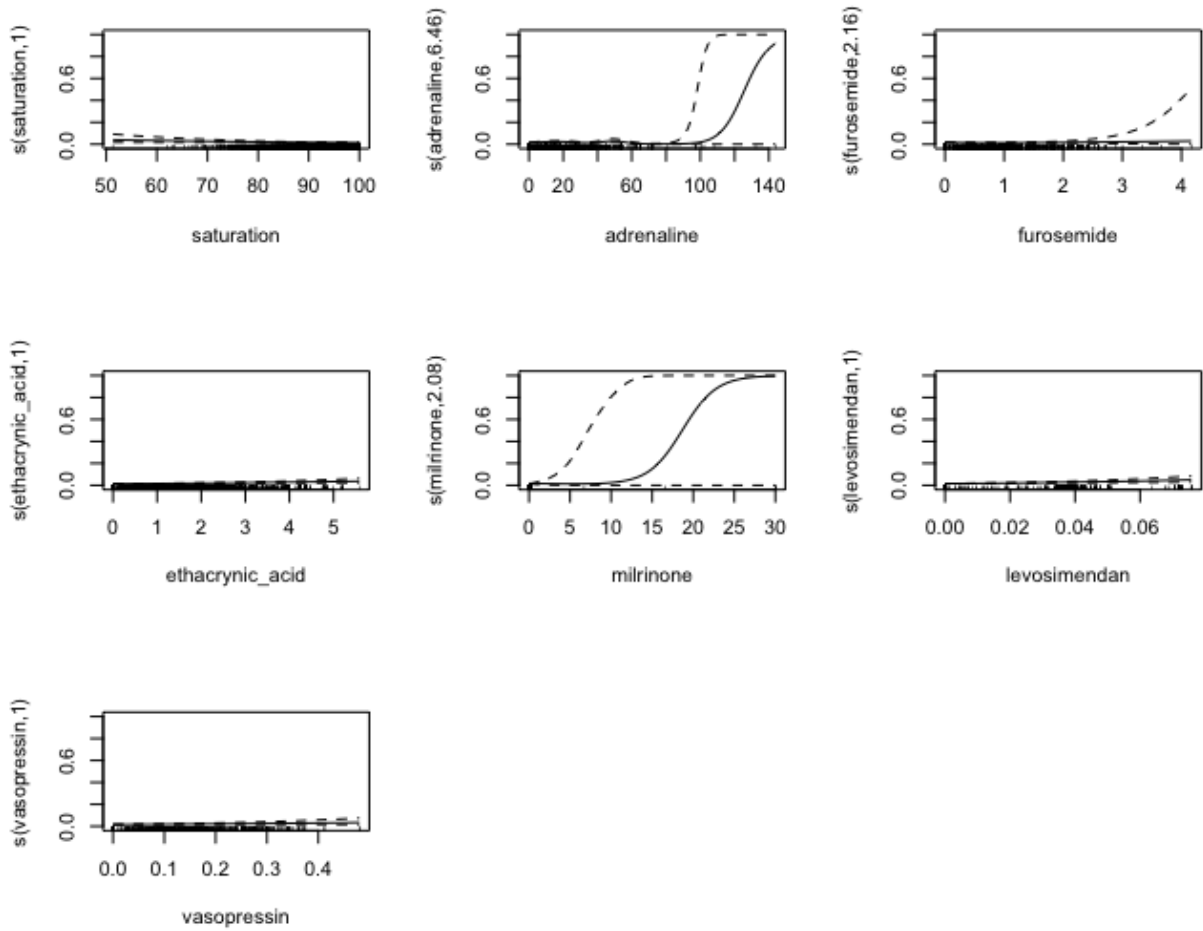 s(saturation,1)
0.0 0.6
50 60 70 80 90 100
saturation
s(adrenaline,6.46)
0.0 0.6
0 20 60 100 140
adrenaline
s(furosemide,2.16)
0.0 0.6
0 1 2 3 4
furosemide
s(ethacrynic_acid,1)
0.0 0.6
0 1 2 3 4 5
ethacrynic_acid
s(milrinone,2.08)
0.0 0.6
0 5 10 15 20 25 30
milrinone
s(levosimendan,1)
0.0 0.6
0.00 0.02 0.04 0.06
levosimendan
s(vasopressin,1)
0.0 0.6
0.0 0.1 0.2 0.3 0.4
vasopressin